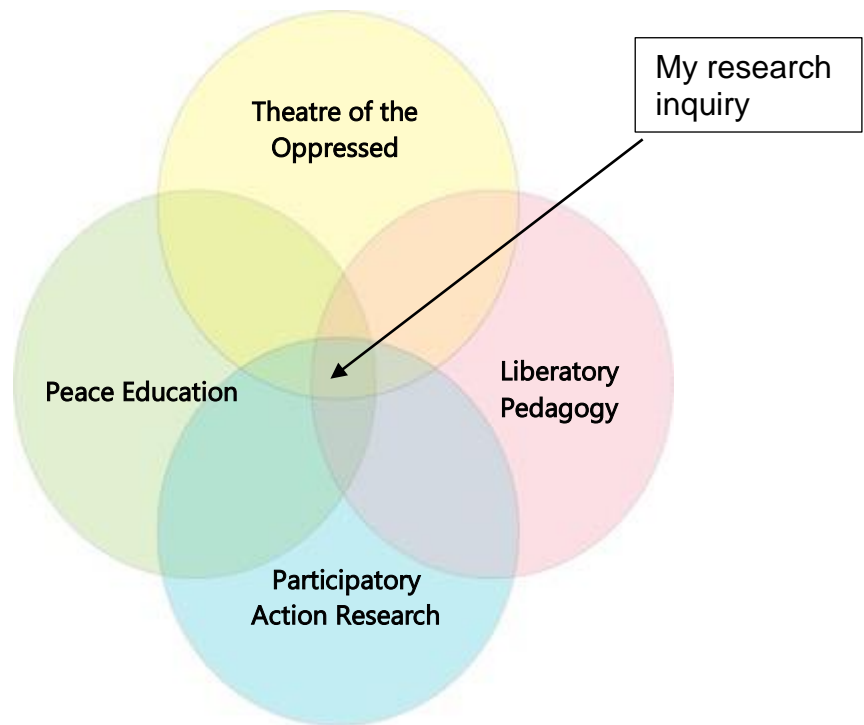 My research
inquiry
Theatre of the
Oppressed
Peace Education
Liberatory
Pedagogy
Participatory
Action Research